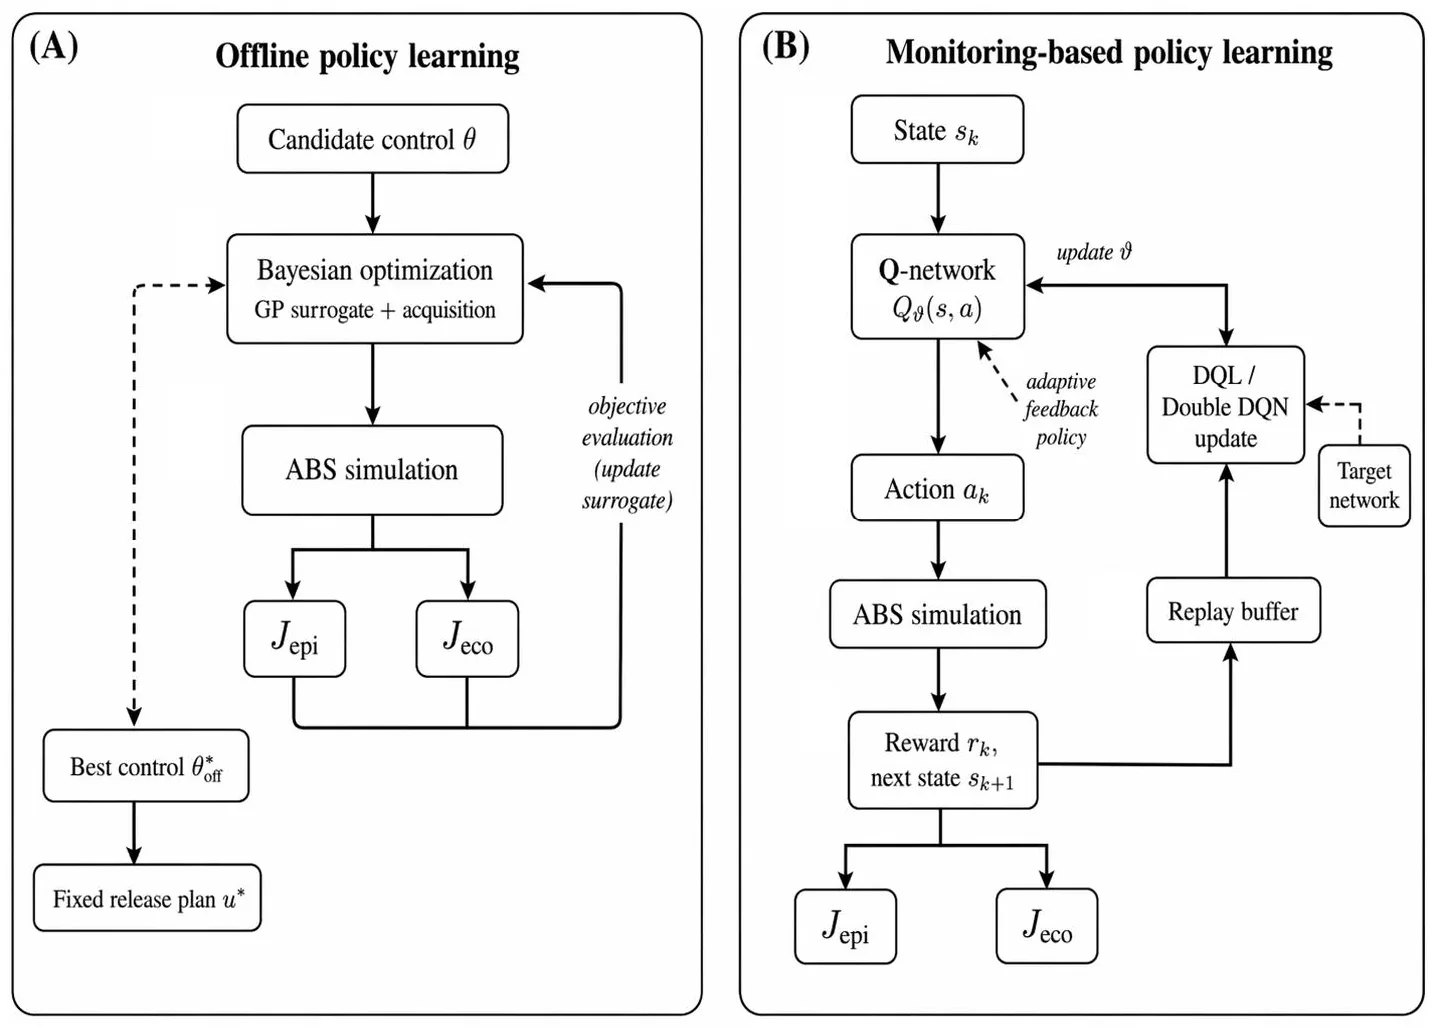 (A)
Offline policy learning
Candidate control θ
Bayesian optimization
GP surrogate + acquisition
objective
evaluation
(update
surrogate)
ABS simulation
J_epi
J_eco
Best control θ*_off
Fixed release plan u*
(B)
Monitoring-based policy learning
State s_k
Q-network
Q_ϑ(s, a)
update ϑ
adaptive
feedback
policy
DQL /
Double DQN
update
Target
network
Action a_k
ABS simulation
Replay buffer
Reward r_k,
next state s_{k+1}
J_epi
J_eco